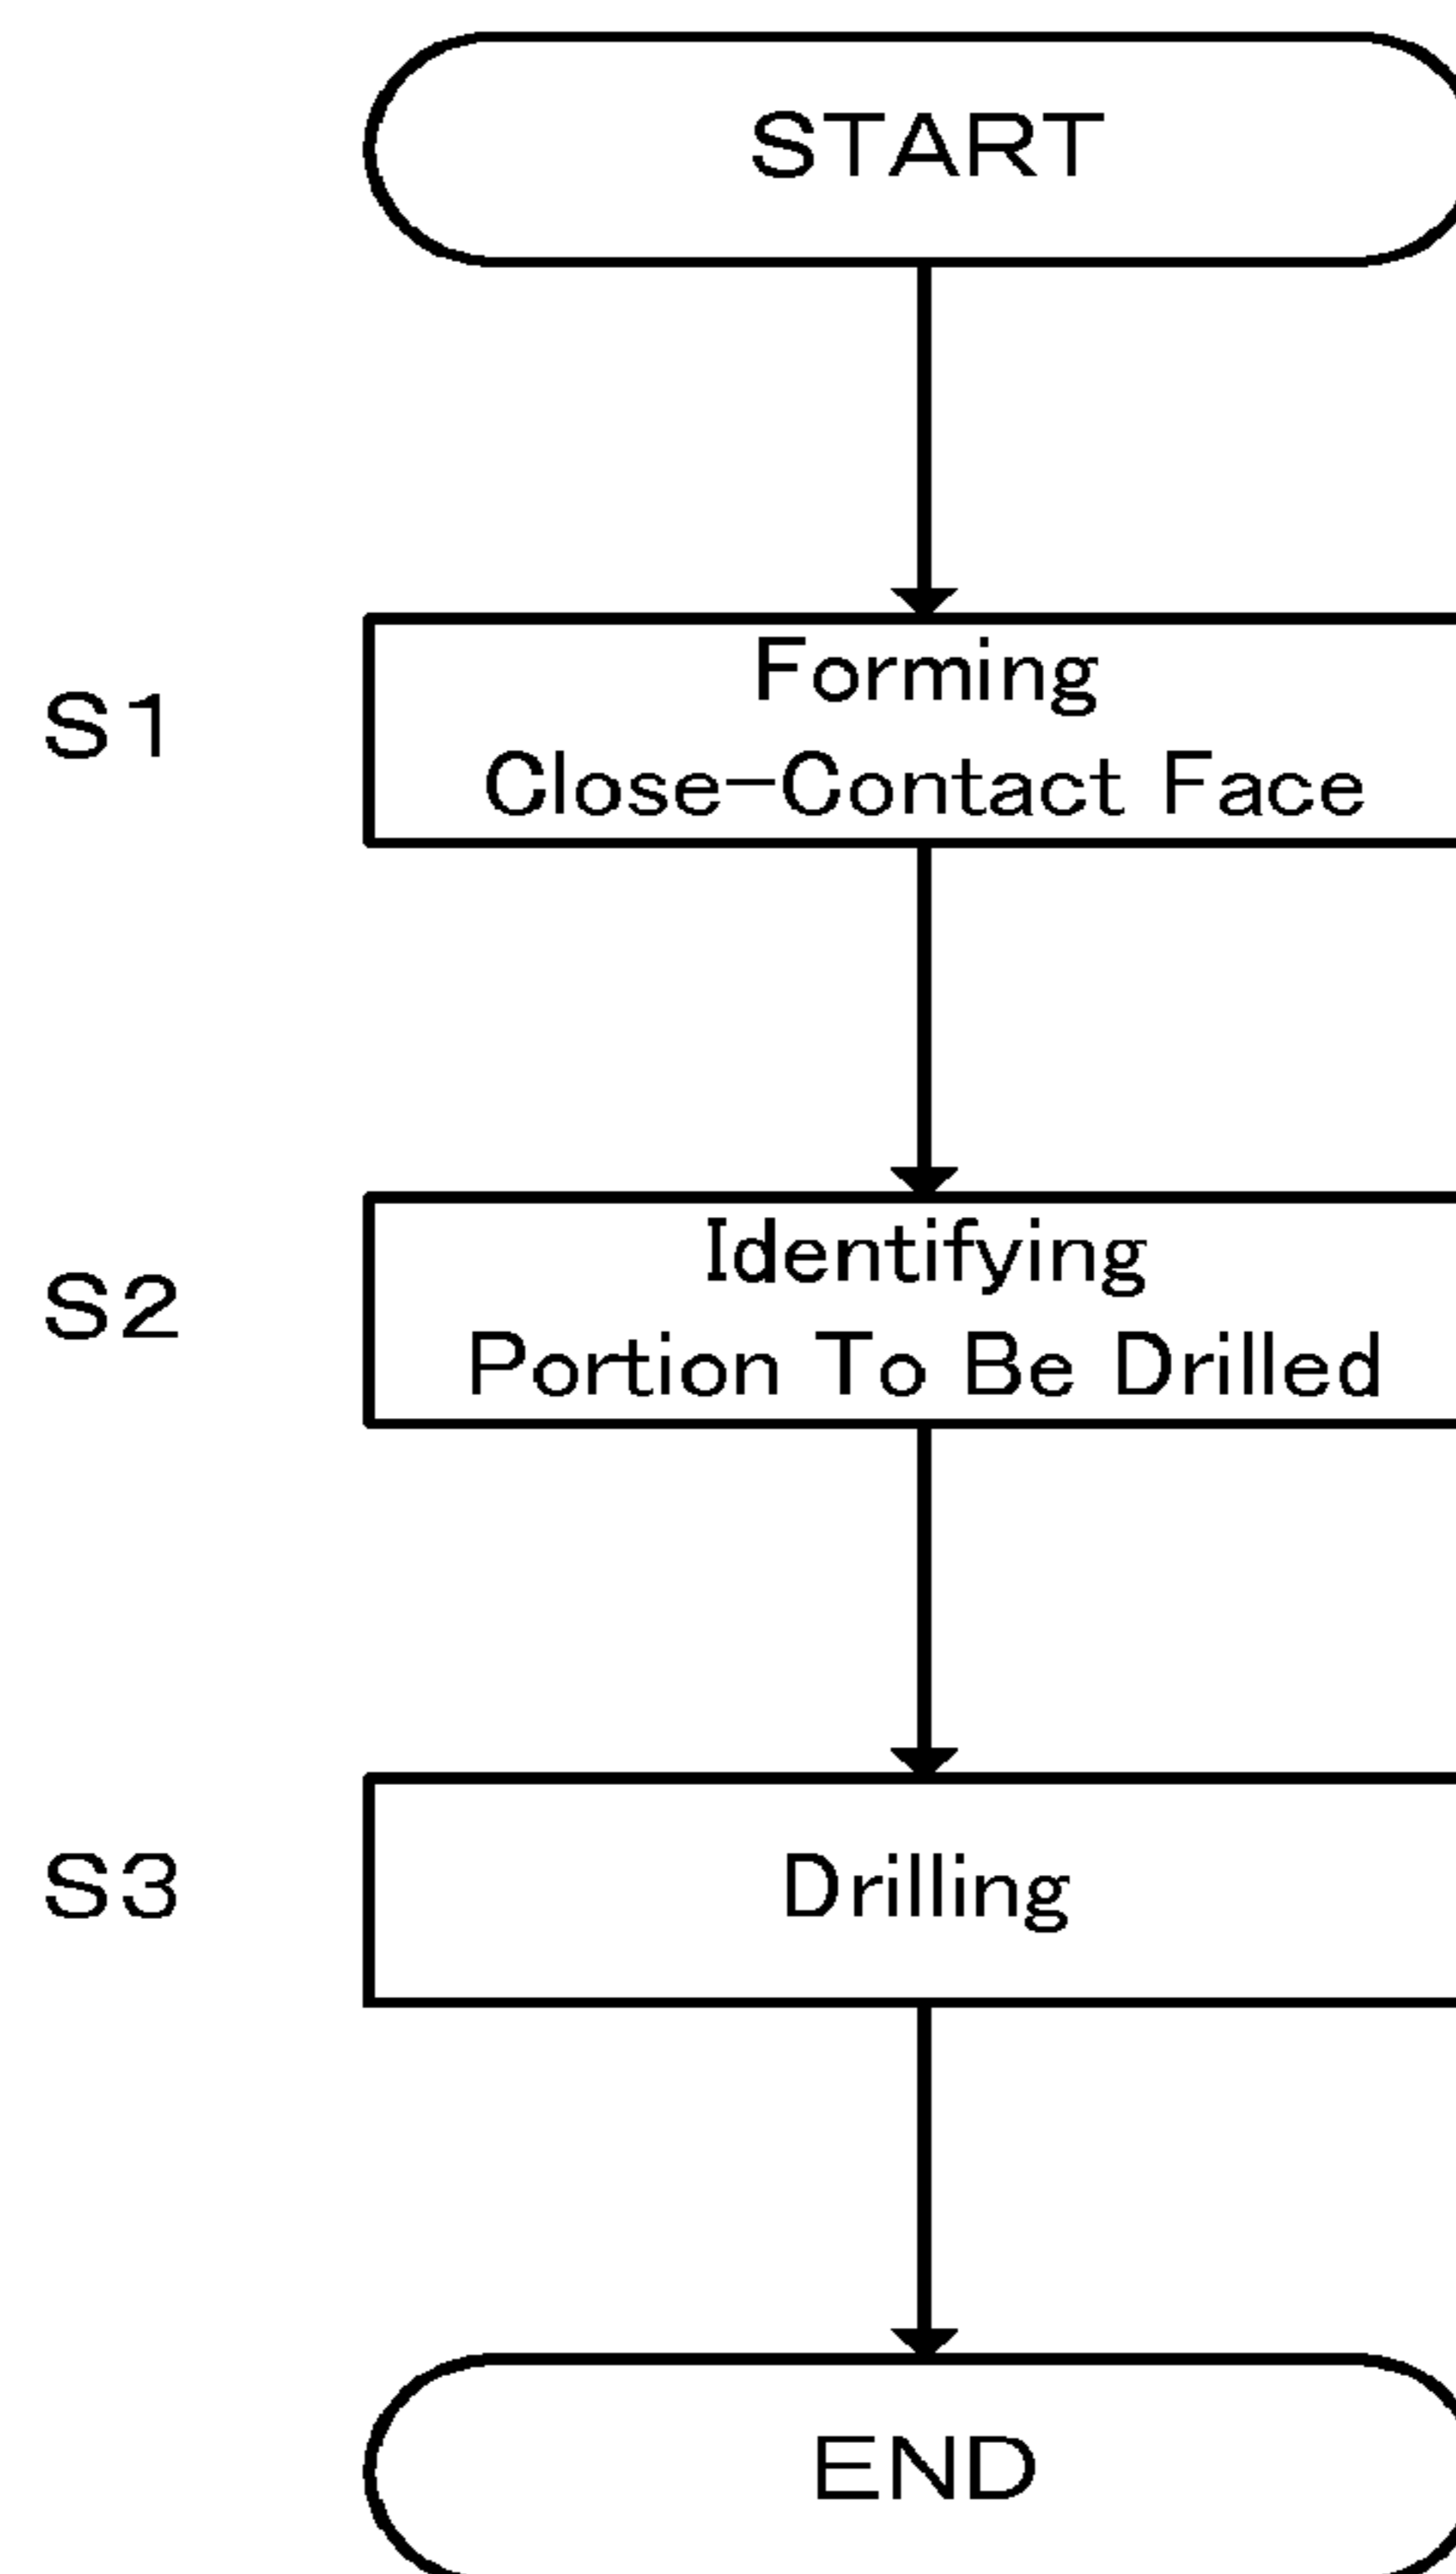 START
S1
Forming
Close-Contact Face
S2
Identifying
Portion To Be Drilled
S3
Drilling
END